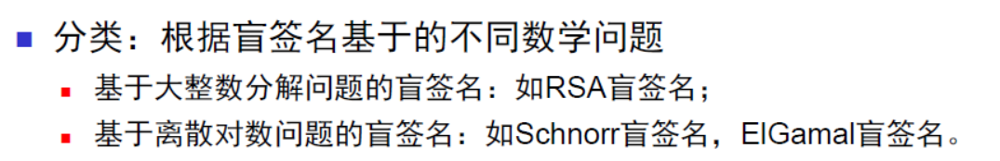 分类：根据盲签名基于的不同数学问题
基于大整数分解问题的盲签名：如RSA盲签名；
基于离散对数问题的盲签名：如Schnorr盲签名，ElGamal盲签名。